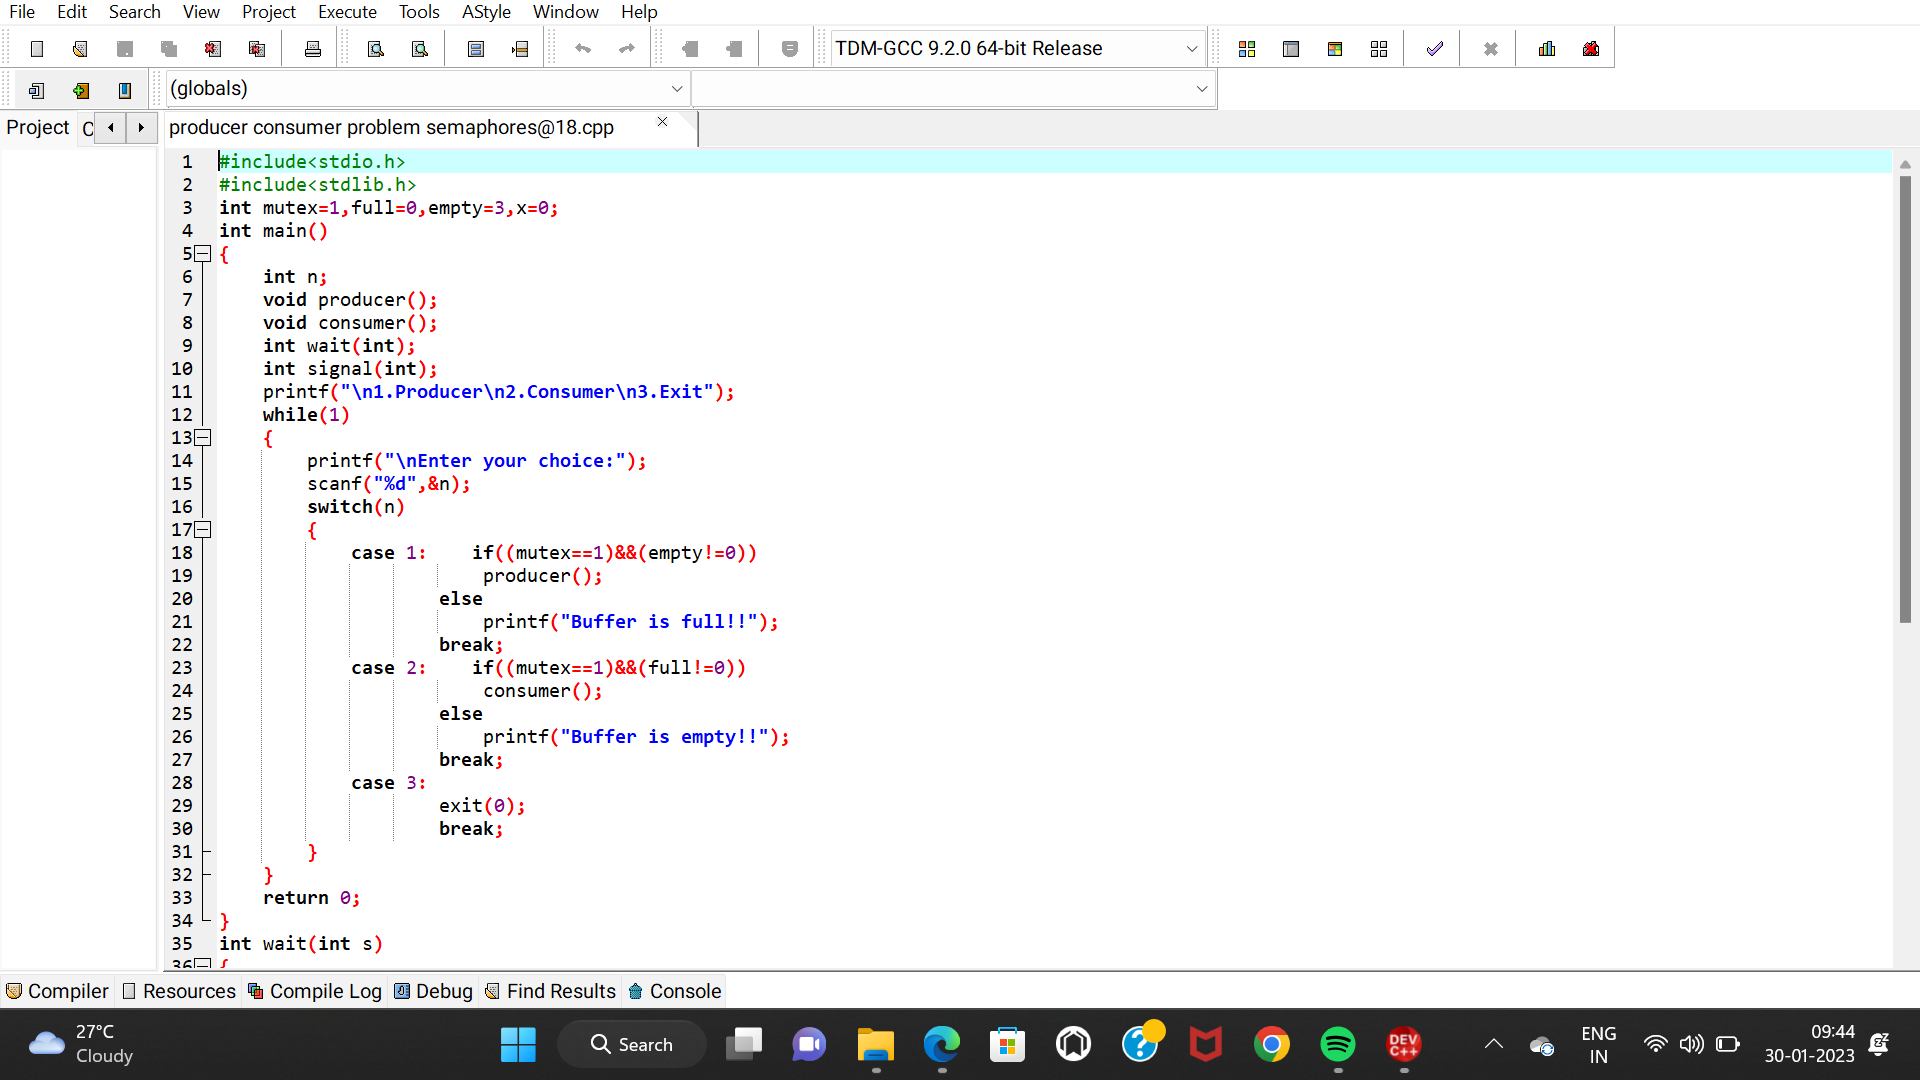 File Edit Search View Project Execute Tools AStyle Window Help
TDM-GCC 9.2.0 64-bit Release
(globals)
Project C producer consumer problem semaphores@18.cpp
1 #include<stdio.h>
2 #include<stdlib.h>
3 int mutex=1,full=0,empty=3,x=0;
4 int main()
5 {
6 int n;
7 void producer();
8 void consumer();
9 int wait(int);
10 int signal(int);
11 printf("\n1.Producer\n2.Consumer\n3.Exit");
12 while(1)
13 {
14 printf("\nEnter your choice:");
15 scanf("%d",&n);
16 switch(n)
17 {
18 case 1: if((mutex==1)&&(empty!=0))
19 producer();
20 else
21 printf("Buffer is full!!");
22 break;
23 case 2: if((mutex==1)&&(full!=0))
24 consumer();
25 else
26 printf("Buffer is empty!!");
27 break;
28 case 3:
29 exit(0);
30 break;
31 }
32 }
33 return 0;
34 }
35 int wait(int s)
36 {
Compiler Resources Compile Log Debug Find Results Console
27°C
Cloudy
Search
DEV
C++
ENG
IN
09:44
30-01-2023